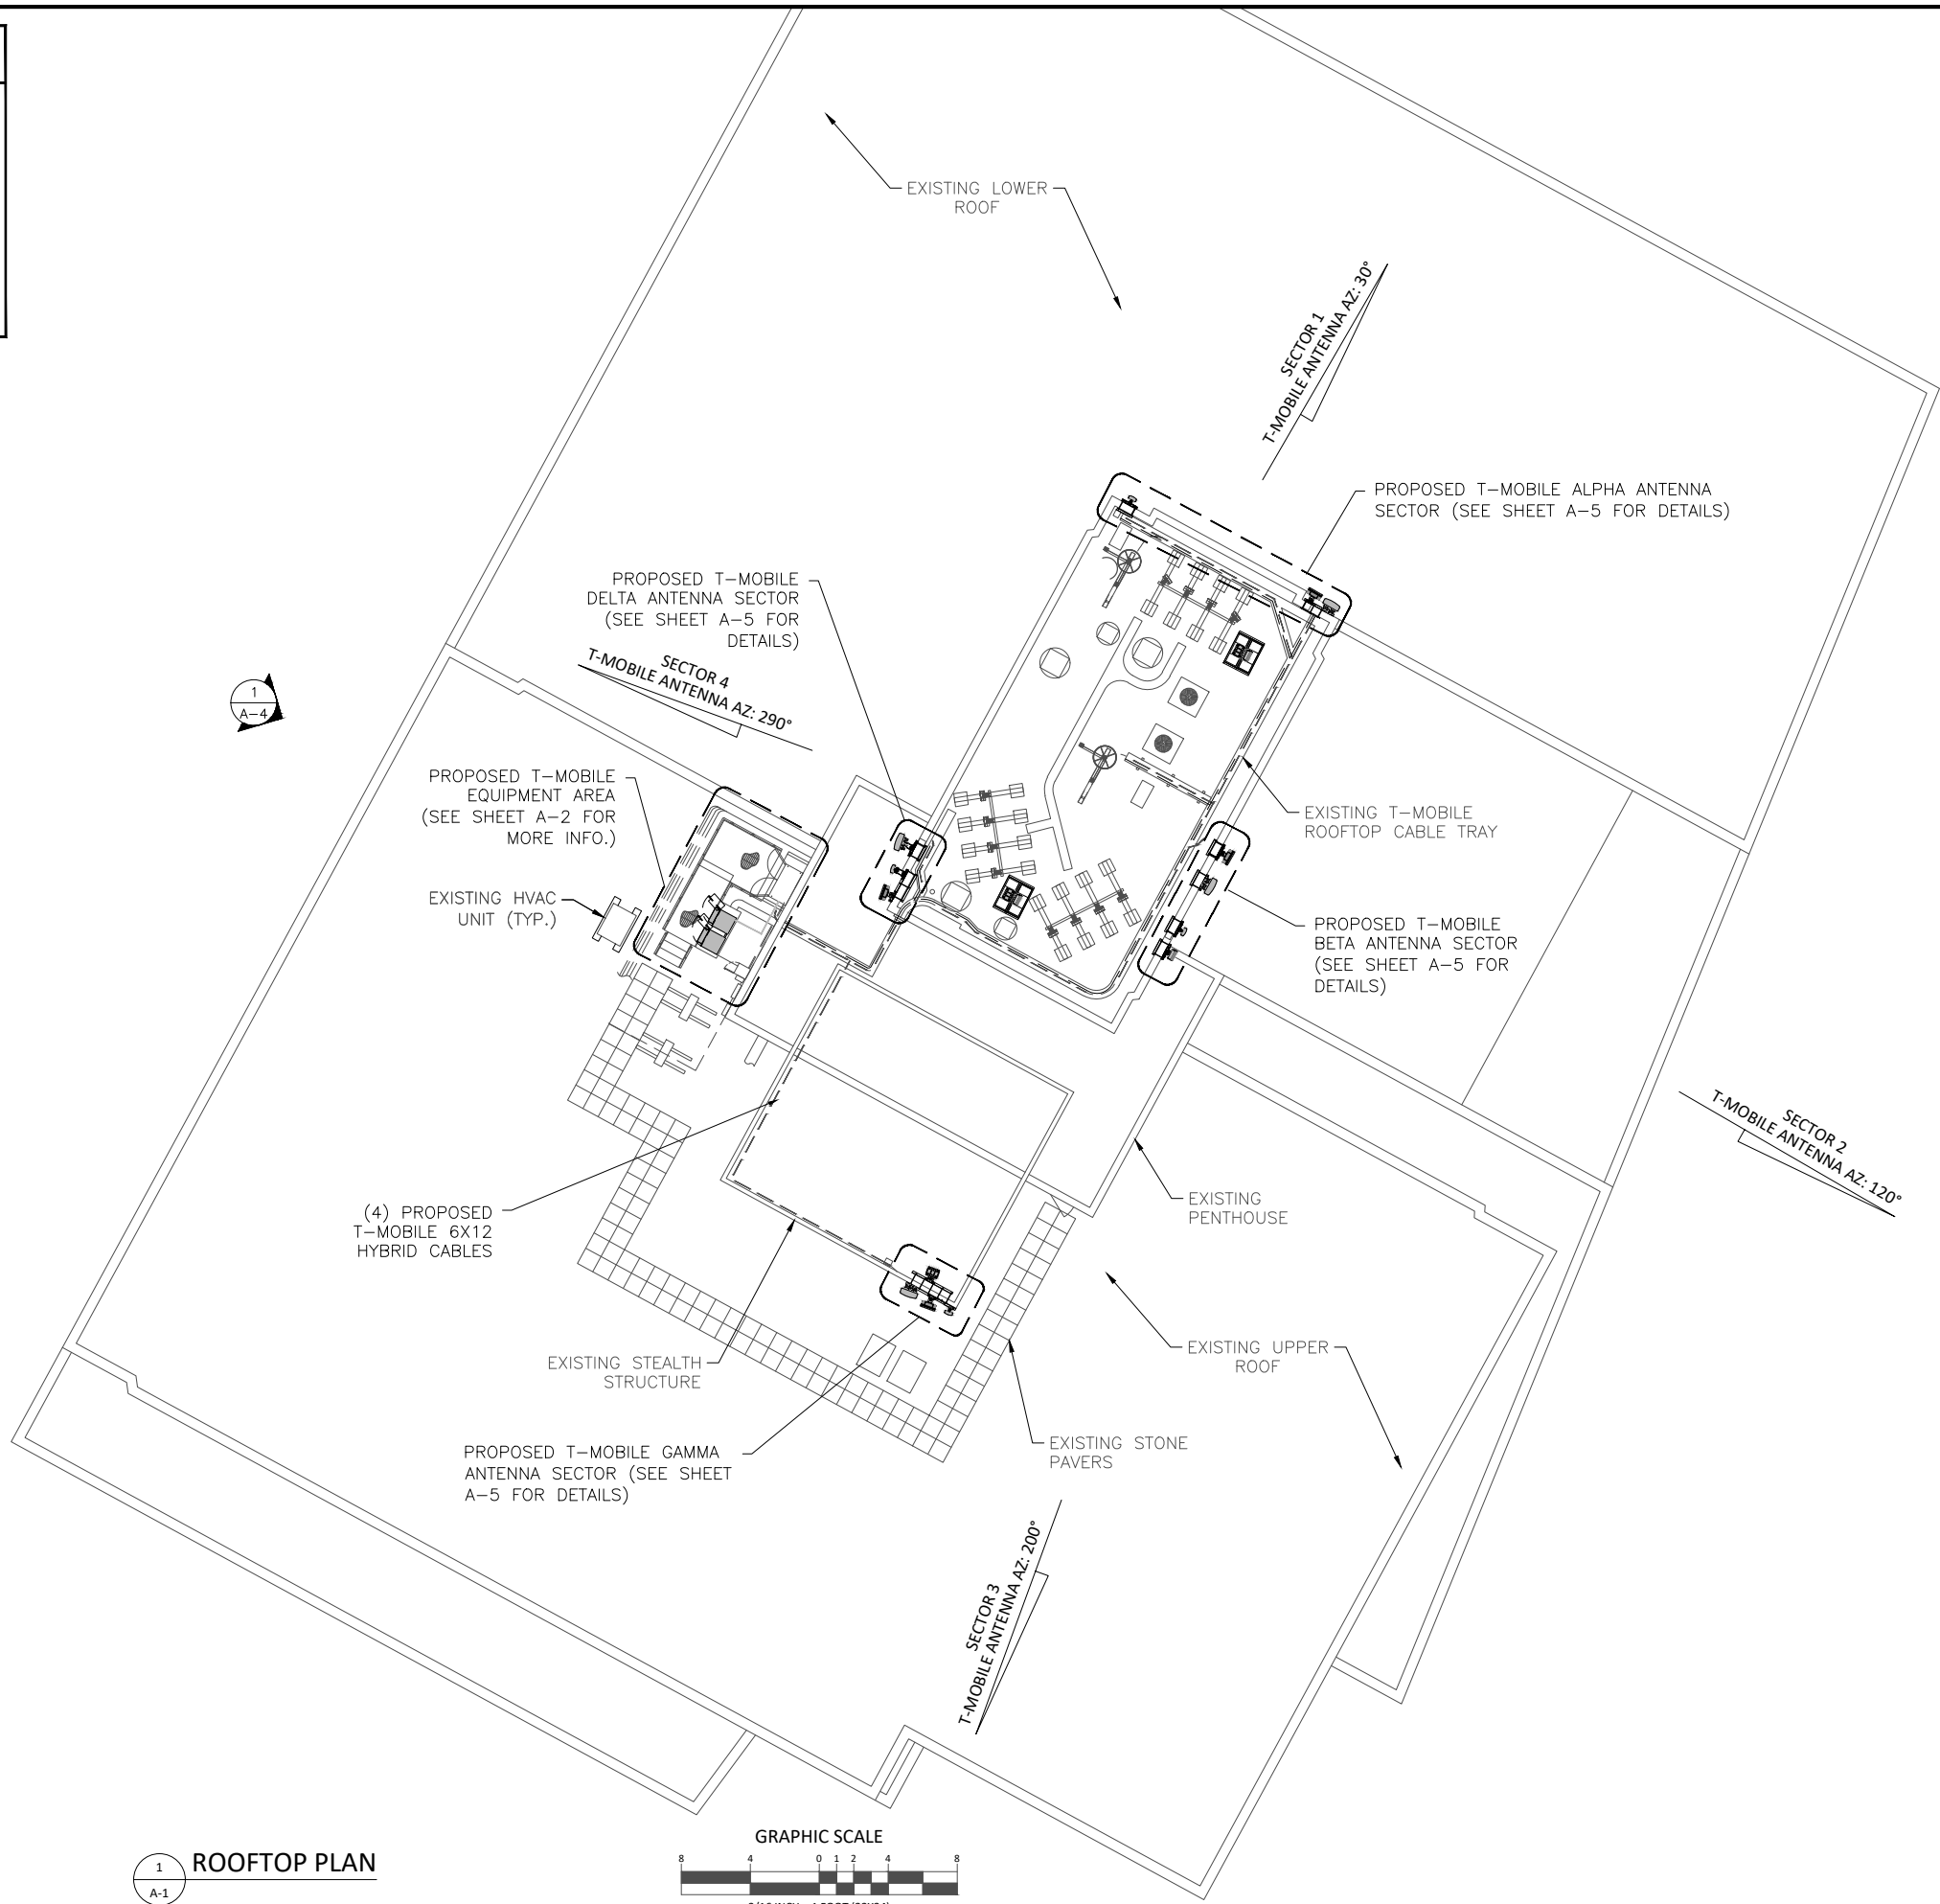 EXISTING LOWER
ROOF
SECTOR 1
T-MOBILE ANTENNA AZ: 30°
PROPOSED T-MOBILE ALPHA ANTENNA
SECTOR (SEE SHEET A-5 FOR DETAILS)
PROPOSED T-MOBILE
DELTA ANTENNA SECTOR
(SEE SHEET A-5 FOR
DETAILS)
SECTOR 4
T-MOBILE ANTENNA AZ: 290°
1
A-4
PROPOSED T-MOBILE
EQUIPMENT AREA
(SEE SHEET A-2 FOR
MORE INFO.)
EXISTING HVAC
UNIT (TYP.)
EXISTING T-MOBILE
ROOFTOP CABLE TRAY
PROPOSED T-MOBILE
BETA ANTENNA SECTOR
(SEE SHEET A-5 FOR
DETAILS)
SECTOR 2
T-MOBILE ANTENNA AZ: 120°
(4) PROPOSED
T-MOBILE 6X12
HYBRID CABLES
EXISTING
PENTHOUSE
EXISTING STEALTH
STRUCTURE
EXISTING UPPER
ROOF
PROPOSED T-MOBILE GAMMA
ANTENNA SECTOR (SEE SHEET
A-5 FOR DETAILS)
EXISTING STONE
PAVERS
SECTOR 3
T-MOBILE ANTENNA AZ: 200°
1
A-1
ROOFTOP PLAN
GRAPHIC SCALE
8 4 0 1 2 4 8